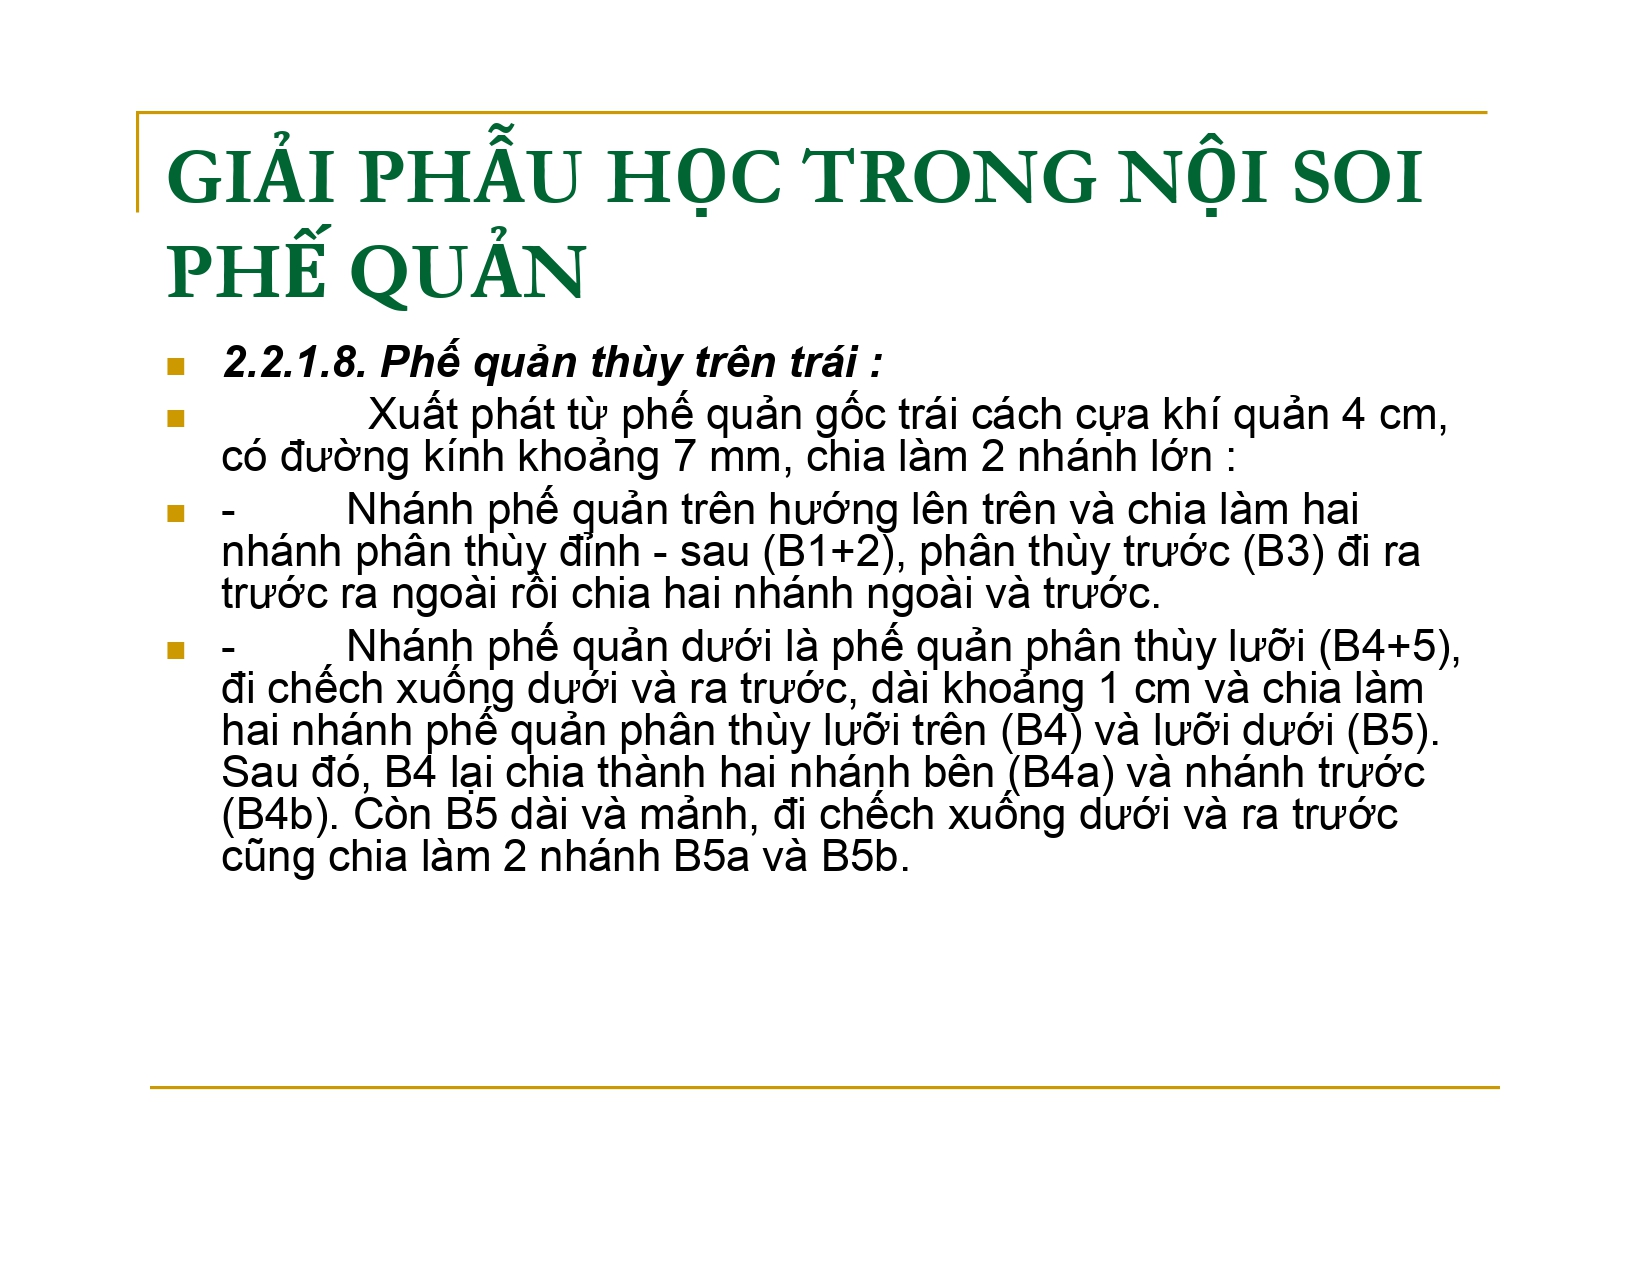 GIẢI PHẪU HỌC TRONG NỘI SOI
PHẾ QUẢN
2.2.1.8. Phế quản thùy trên trái :
Xuất phát từ phế quản gốc trái cách cựa khí quản 4 cm,
có đường kính khoảng 7 mm, chia làm 2 nhánh lớn :
- Nhánh phế quản trên hướng lên trên và chia làm hai
nhánh phân thùy đỉnh - sau (B1+2), phân thùy trước (B3) đi ra
trước ra ngoài rồi chia hai nhánh ngoài và trước.
- Nhánh phế quản dưới là phế quản phân thùy lưỡi (B4+5),
đi chếch xuống dưới và ra trước, dài khoảng 1 cm và chia làm
hai nhánh phế quản phân thùy lưỡi trên (B4) và lưỡi dưới (B5).
Sau đó, B4 lại chia thành hai nhánh bên (B4a) và nhánh trước
(B4b). Còn B5 dài và mảnh, đi chếch xuống dưới và ra trước
cũng chia làm 2 nhánh B5a và B5b.